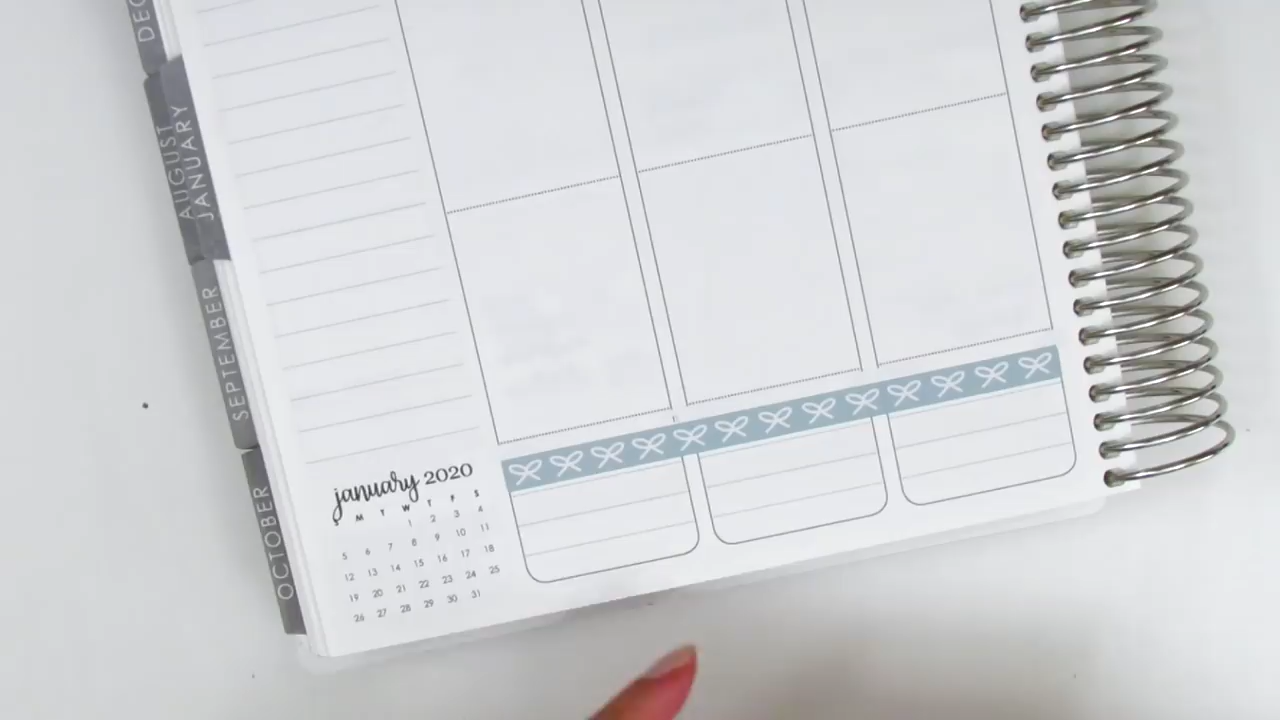 DEC
AUGUST
JANUARY
SEPTEMBER
OCTOBER
january 2020
S M T W T F S
1 2 3 4
5 6 7 8 9 10 11
12 13 14 15 16 17 18
19 20 21 22 23 24 25
26 27 28 29 30 31